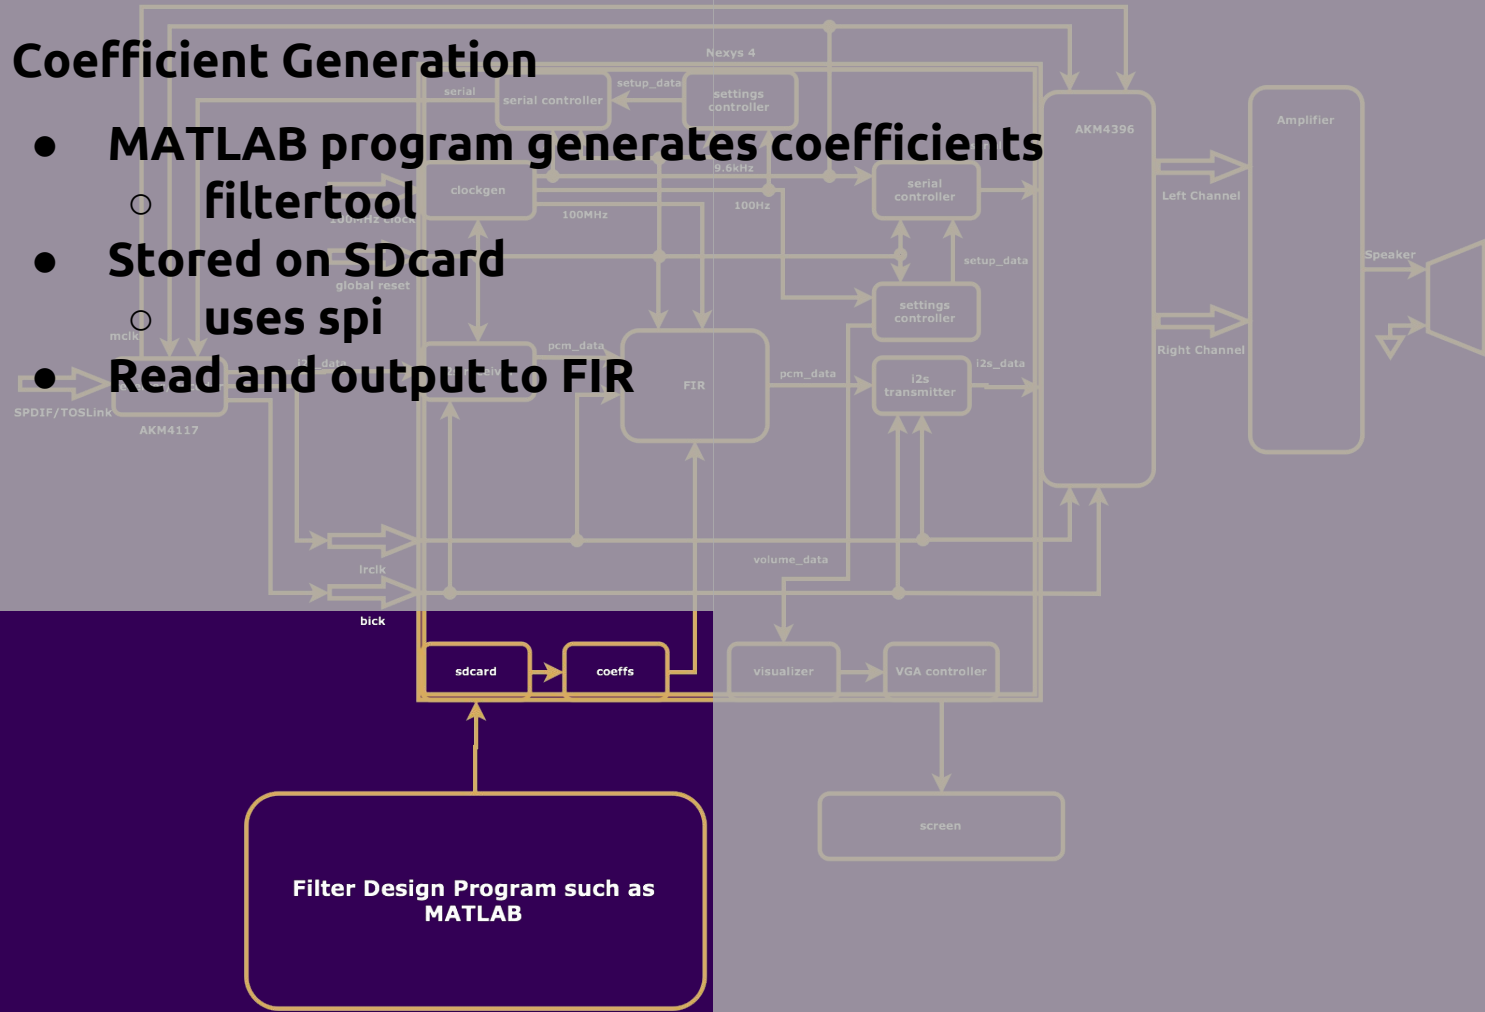 Coefficient Generation
● MATLAB program generates coefficients
○ filtertool
● Stored on SDcard
○ uses spi
● Read and output to FIR
Nexys 4
serial
serial controller
setup_data
settings
controller
AKM4396
Amplifier
clockgen
9.6kHz
100Hz
100MHz
100MHz clock
global reset
serial
controller
setup_data
settings
controller
Left Channel
Right Channel
Speaker
mclk
SPDIF/TOSLink
AKM4117
pcm_data
FIR
pcm_data
i2s
transmitter
i2s_data
lrclk
bick
volume_data
sdcard
coeffs
visualizer
VGA controller
screen
Filter Design Program such as
MATLAB